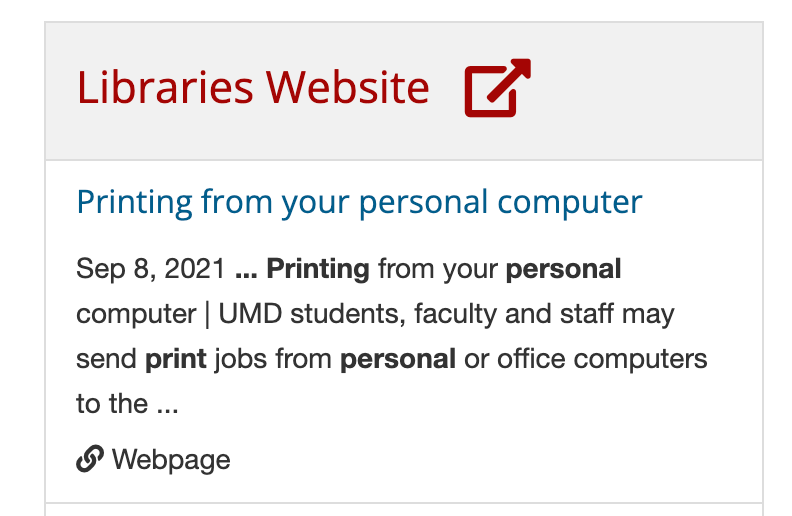 Libraries Website
Printing from your personal computer
Sep 8, 2021 ... Printing from your personal
computer | UMD students, faculty and staff may
send print jobs from personal or office computers
to the ...
Webpage